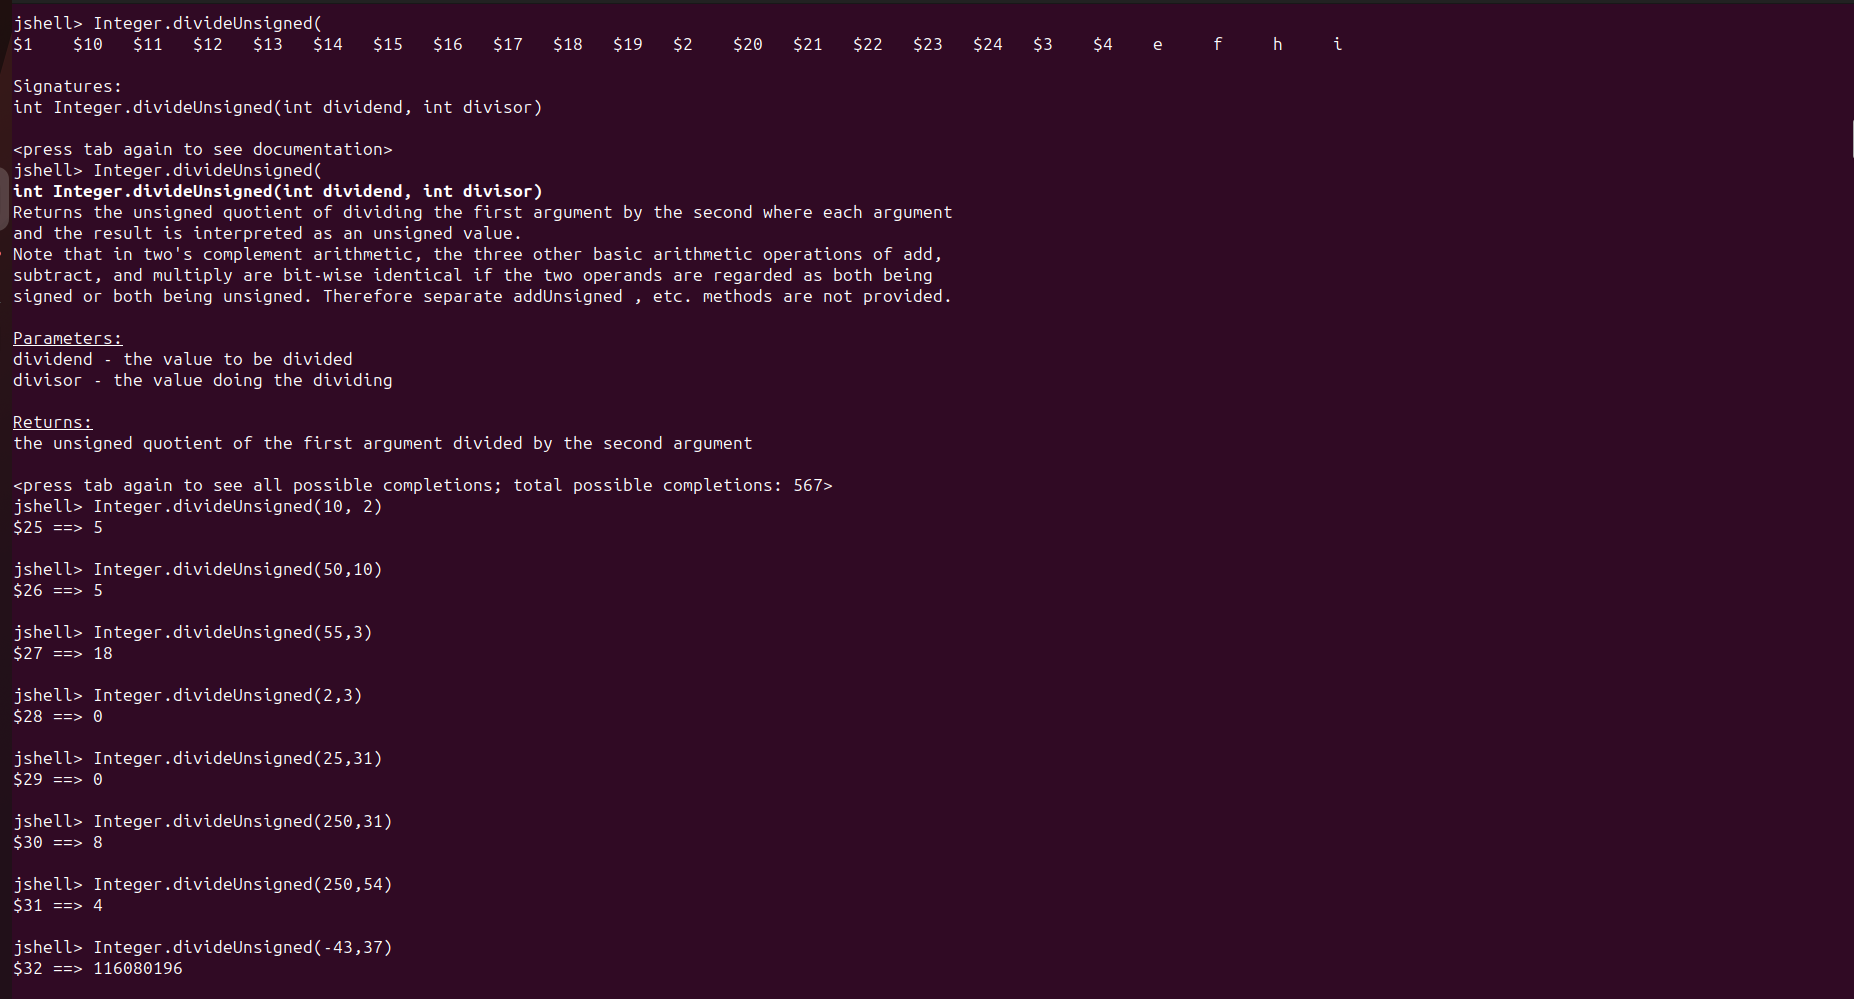 jshell> Integer.divideUnsigned(
$1 $10 $11 $12 $13 $14 $15 $16 $17 $18 $19 $2 $20 $21 $22 $23 $24 $3 $4 e f h i
Signatures:
int Integer.divideUnsigned(int dividend, int divisor)
<press tab again to see documentation>
jshell> Integer.divideUnsigned(
int Integer.divideUnsigned(int dividend, int divisor)
Returns the unsigned quotient of dividing the first argument by the second where each argument
and the result is interpreted as an unsigned value.
Note that in two's complement arithmetic, the three other basic arithmetic operations of add,
subtract, and multiply are bit-wise identical if the two operands are regarded as both being
signed or both being unsigned. Therefore separate addUnsigned , etc. methods are not provided.
Parameters:
dividend - the value to be divided
divisor - the value doing the dividing
Returns:
the unsigned quotient of the first argument divided by the second argument
<press tab again to see all possible completions; total possible completions: 567>
jshell> Integer.divideUnsigned(10, 2)
$25 ==> 5
jshell> Integer.divideUnsigned(50,10)
$26 ==> 5
jshell> Integer.divideUnsigned(55,3)
$27 ==> 18
jshell> Integer.divideUnsigned(2,3)
$28 ==> 0
jshell> Integer.divideUnsigned(25,31)
$29 ==> 0
jshell> Integer.divideUnsigned(250,31)
$30 ==> 8
jshell> Integer.divideUnsigned(250,54)
$31 ==> 4
jshell> Integer.divideUnsigned(-43,37)
$32 ==> 116080196